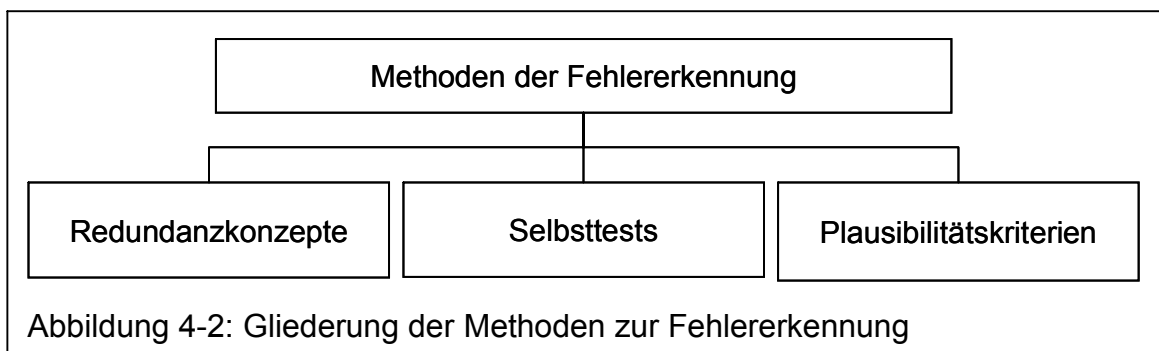 Methoden der Fehlererkennung
Redundanzkonzepte
Selbsttests
Plausibilitätskriterien
Abbildung 4-2: Gliederung der Methoden zur Fehlererkennung